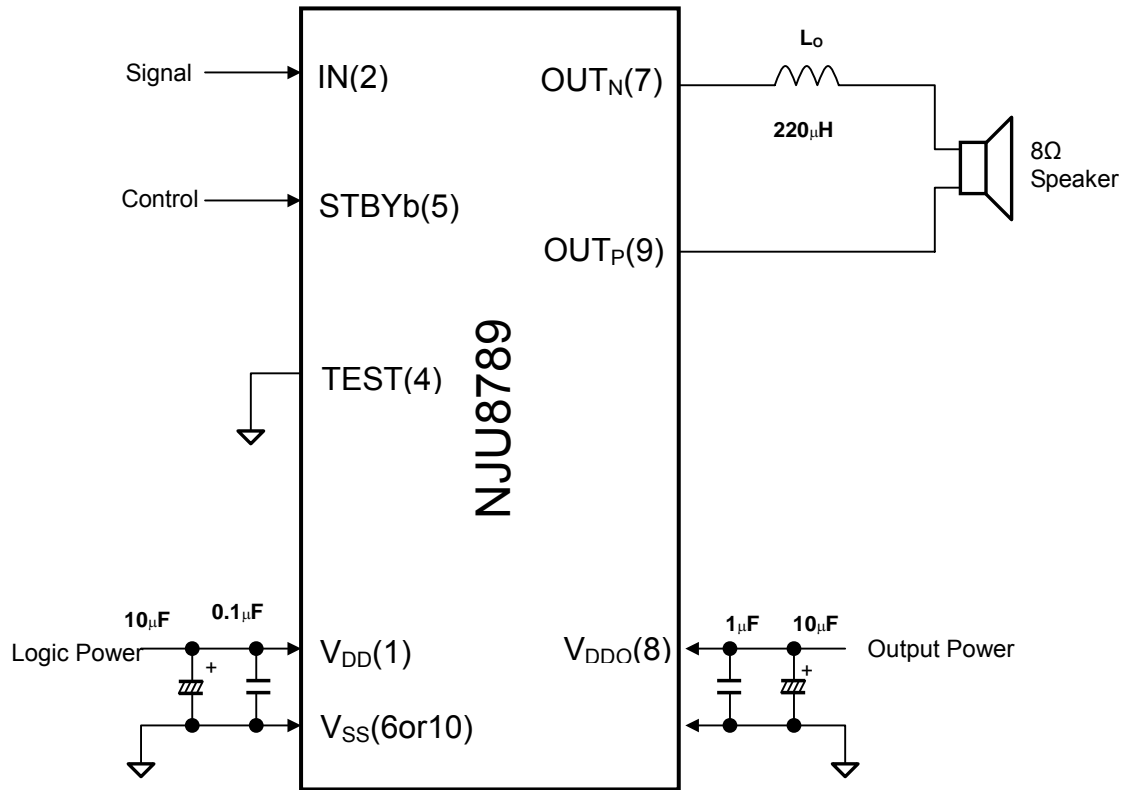 Signal
IN(2)
OUTN(7)
LO
220μH
8Ω
Speaker
Control
STBYb(5)
OUTP(9)
TEST(4)
NJU8789
10μF
0.1μF
Logic Power
+
VDD(1)
VSS(6or10)
VDDO(8)
1μF
10μF
+
Output Power